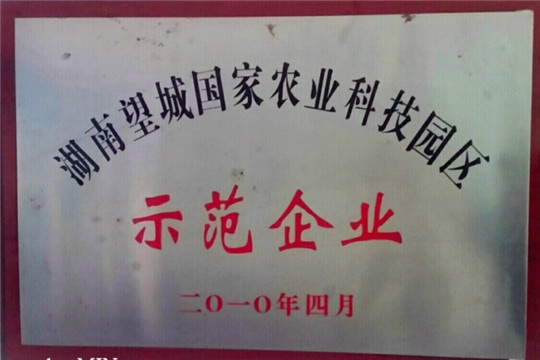 湖南望城国家农业科技园区
示范企业
二〇一〇年四月